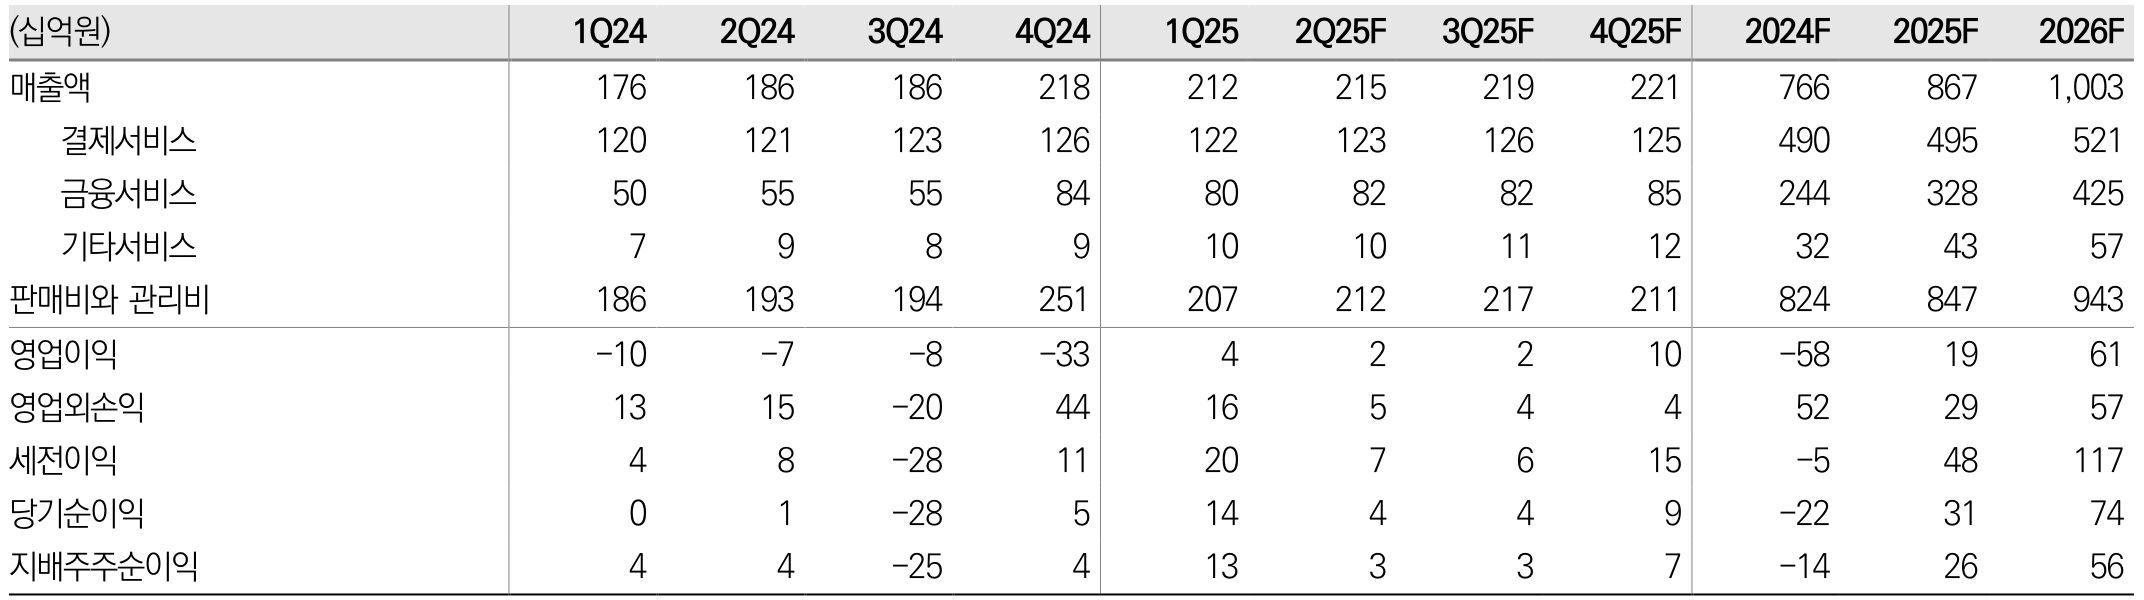 (십억원) 1Q24 2Q24 3Q24 4Q24 1Q25 2Q25F 3Q25F 4Q25F 2024F 2025F 2026F
매출액 176 186 186 218 212 215 219 221 766 867 1,003
결제서비스 120 121 123 126 122 123 126 125 490 495 521
금융서비스 50 55 55 84 80 82 82 85 244 328 425
기타서비스 7 9 8 9 10 10 11 12 32 43 57
판매비와 관리비 186 193 194 251 207 212 217 211 824 847 943
영업이익 -10 -7 -8 -33 4 2 2 10 -58 19 61
영업외손익 13 15 -20 44 16 5 4 4 52 29 57
세전이익 4 8 -28 11 20 7 6 15 -5 48 117
당기순이익 0 1 -28 5 14 4 4 9 -22 31 74
지배주주순이익 4 4 -25 4 13 3 3 7 -14 26 56